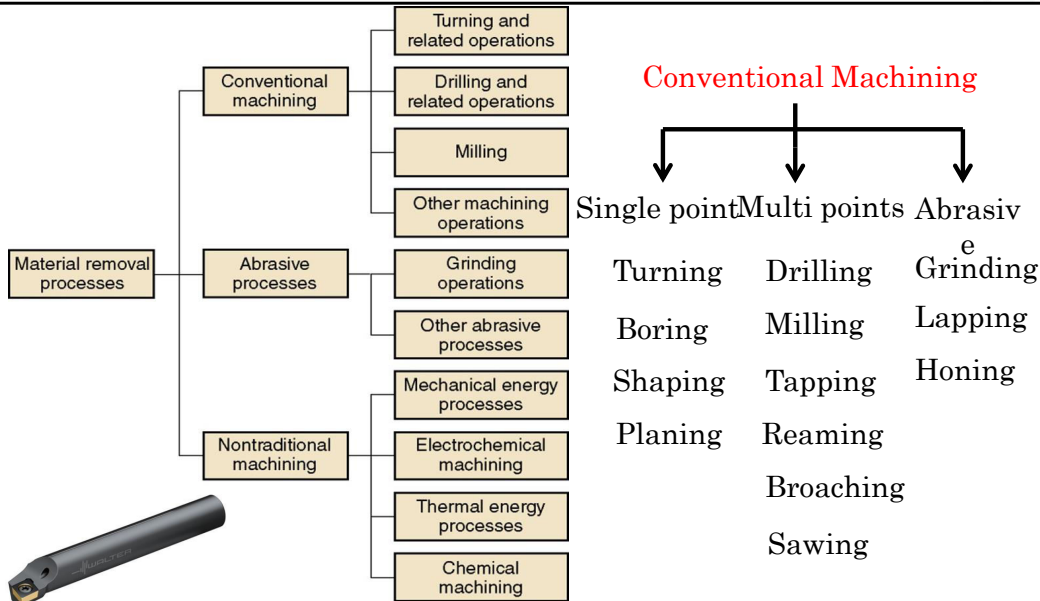 Turning and
related operations
Conventional
machining
Drilling and
related operations
Milling
Other machining
operations
Material removal
processes
Abrasive
processes
Grinding
operations
Other abrasive
processes
Mechanical energy
processes
Nontraditional
machining
Electrochemical
machining
Thermal energy
processes
Chemical
machining
WALTER
Conventional Machining
Single point
Turning
Boring
Shaping
Planing
Multi points
Drilling
Milling
Tapping
Reaming
Broaching
Sawing
Abrasiv
e
Grinding
Lapping
Honing